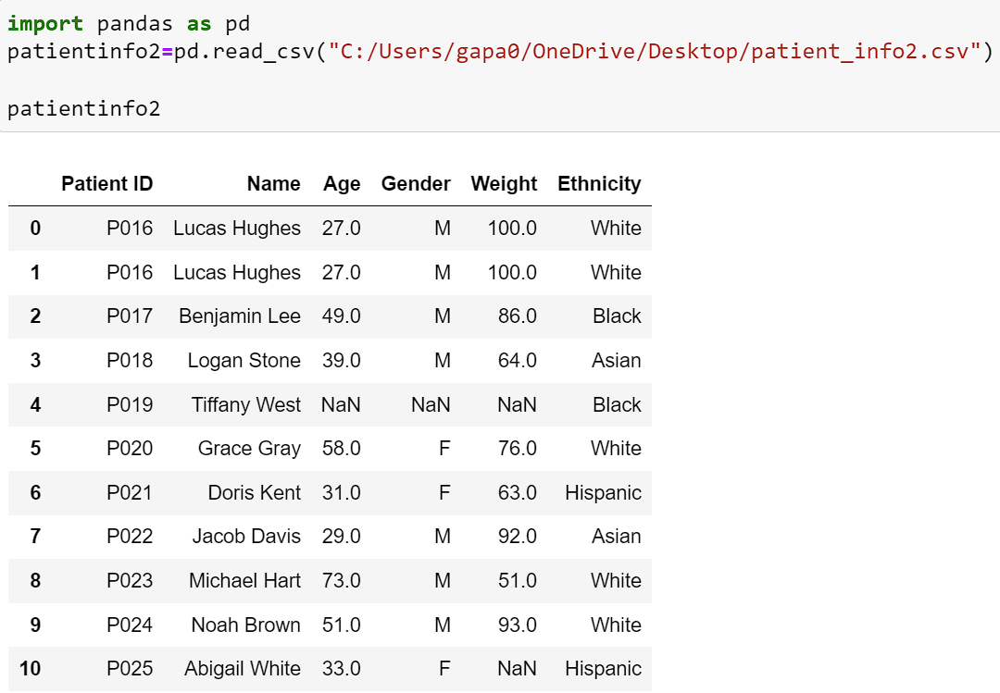 import pandas as pd
patientinfo2=pd.read_csv("C:/Users/gapa0/OneDrive/Desktop/patient_info2.csv")
patientinfo2
Patient ID Name Age Gender Weight Ethnicity
0 P016 Lucas Hughes 27.0 M 100.0 White
1 P016 Lucas Hughes 27.0 M 100.0 White
2 P017 Benjamin Lee 49.0 M 86.0 Black
3 P018 Logan Stone 39.0 M 64.0 Asian
4 P019 Tiffany West NaN NaN NaN Black
5 P020 Grace Gray 58.0 F 76.0 White
6 P021 Doris Kent 31.0 F 63.0 Hispanic
7 P022 Jacob Davis 29.0 M 92.0 Asian
8 P023 Michael Hart 73.0 M 51.0 White
9 P024 Noah Brown 51.0 M 93.0 White
10 P025 Abigail White 33.0 F NaN Hispanic